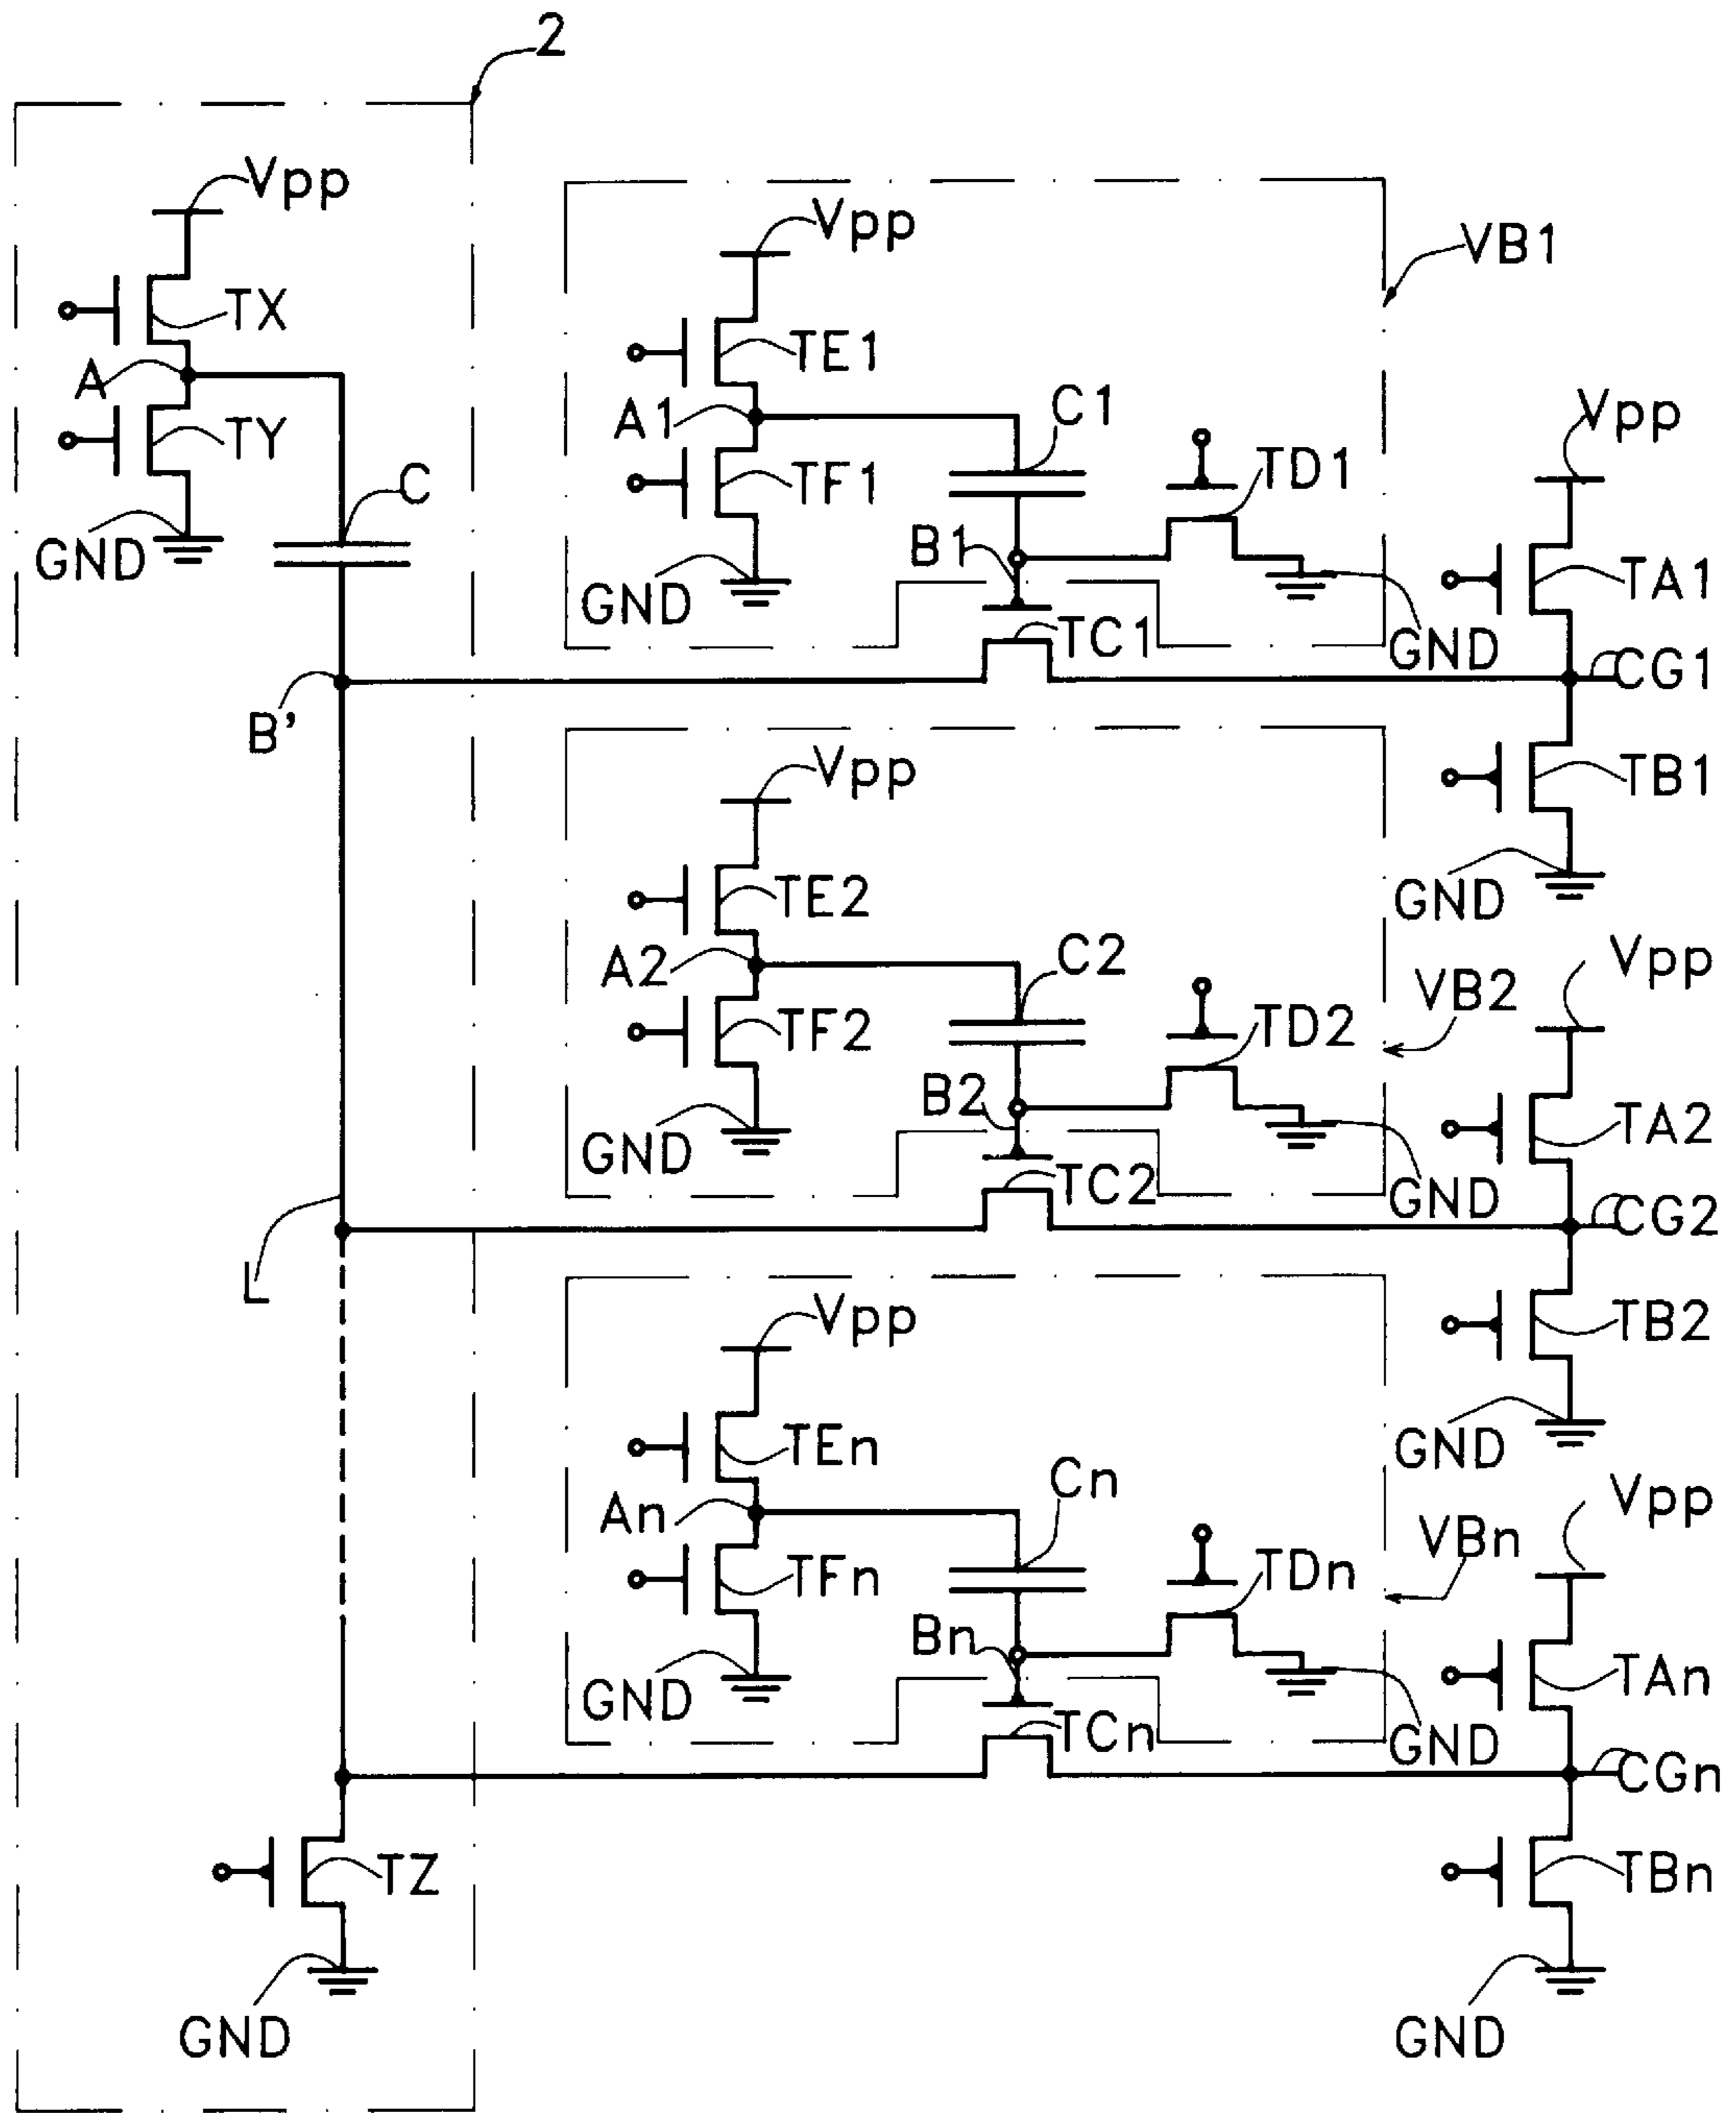 2
Vpp
TX
A
TY
C
GND
B'
L
TZ
GND
Vpp
VB1
TE1
A1
C1
TF1
TD1
B1
GND
TC1
GND
Vpp
TA1
CG1
TB1
GND
Vpp
TE2
A2
C2
VB2
TF2
TD2
B2
GND
TC2
GND
Vpp
TA2
CG2
TB2
GND
Vpp
TEn
An
Cn
VBn
TFn
TDn
Bn
GND
TCn
GND
Vpp
TAn
CGn
TBn
GND